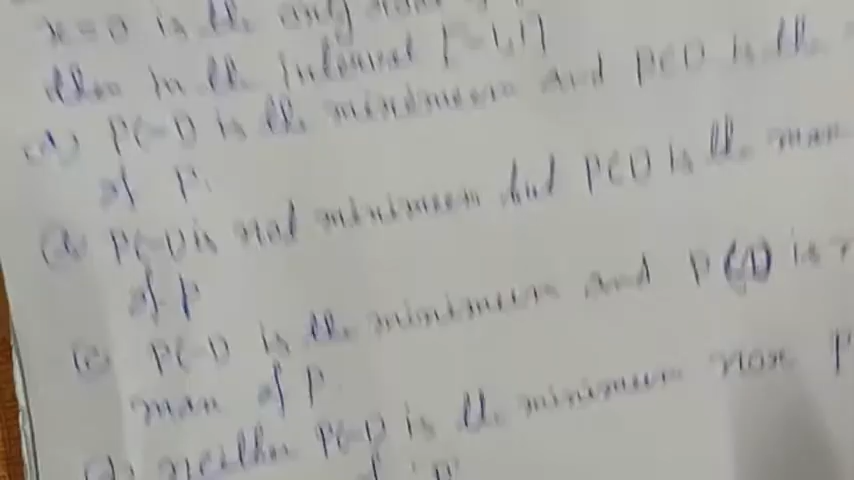 x=0 is the only
then in the interval [-1,1]
(A) P(-1) is the minimum and P(1) is the
of P.
(b) P(-1) is not minimum but P(1) is the max
of P
(c) P(-1) is the minimum and P(1) is
max of P
(d) neither P(-1) is the minimum nor P
of P